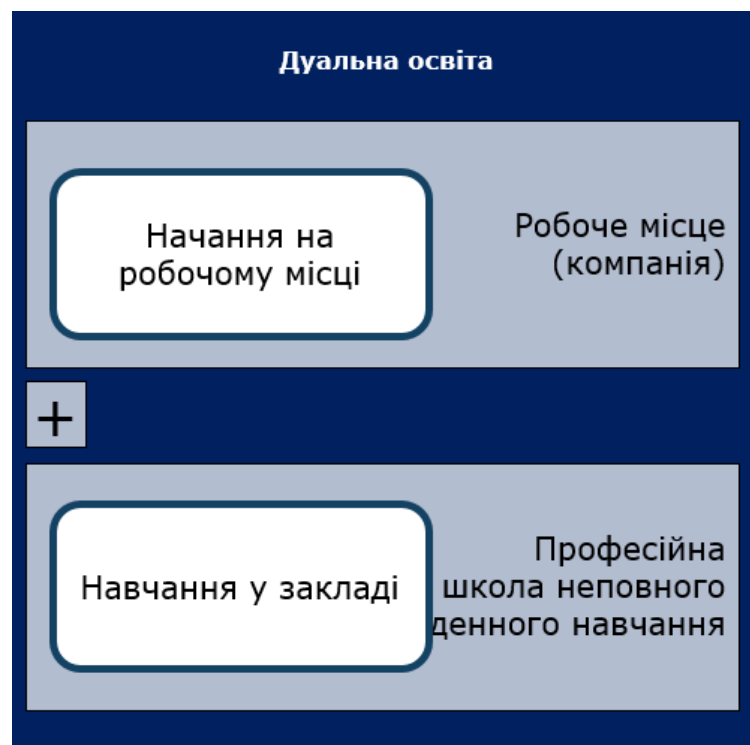 Дуальна освіта
Начання на
робочому місці
Робоче місце
(компанія)
+
Навчання у закладі
Професійна
школа неповного
денного навчання